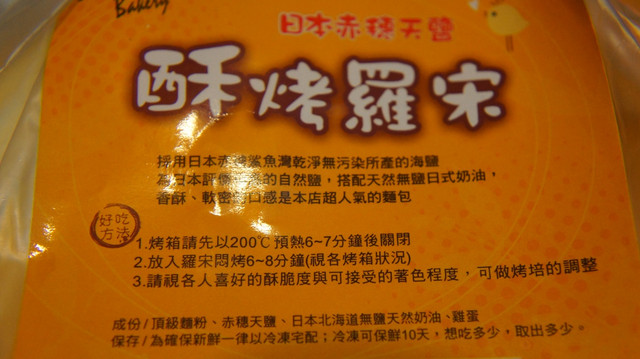 Bakery
日本赤穗天鹽
酥烤羅宋
採用日本赤穗鯊魚灣乾淨無污染所產的海鹽
為日本評價 的自然鹽，搭配天然無鹽日式奶油，
香酥、軟密 口感是本店超人氣的麵包
好吃
方法
1.烤箱請先以200℃預熱6~7分鐘後關閉
2.放入羅宋悶烤6~8分鐘(視各烤箱狀況)
3.請視各人喜好的酥脆度與可接受的著色程度，可做烤培的調整
成份/頂級麵粉、赤穗天鹽、日本北海道無鹽天然奶油、雞蛋
保存/為確保新鮮一律以冷凍宅配；冷凍可保鮮10天，想吃多少，取出多少。